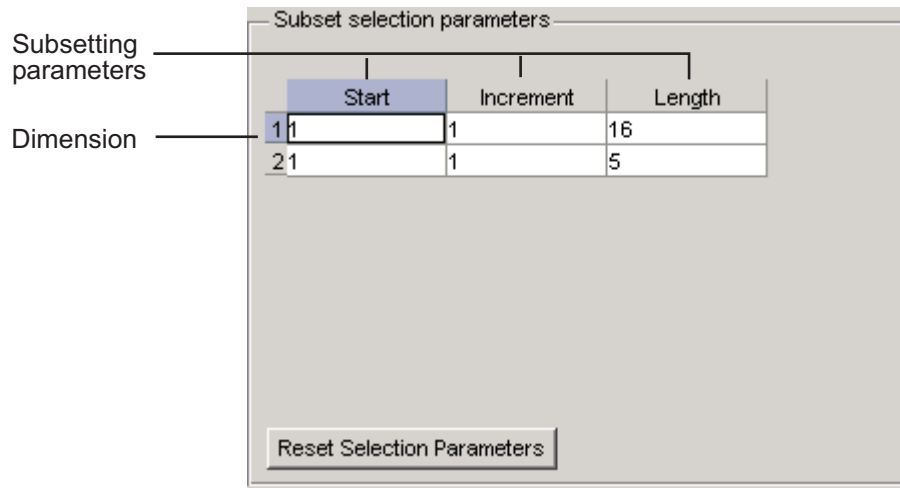 Subset selection parameters
Subsetting
parameters
Start Increment Length
Dimension
1 1 1 16
2 1 1 5
Reset Selection Parameters